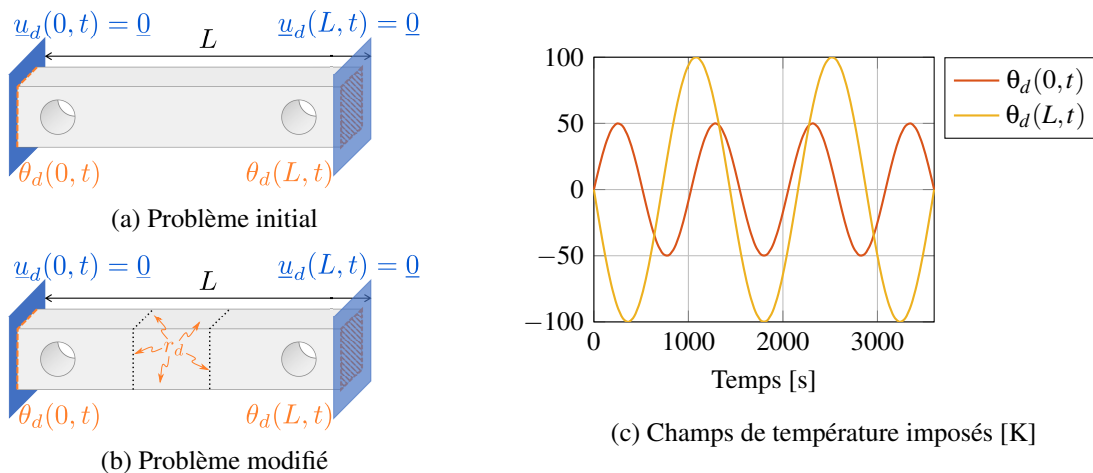 u_d(0, t) = 0 u_d(L, t) = 0
L
θ_d(0, t) θ_d(L, t)
(a) Problème initial
u_d(0, t) = 0 u_d(L, t) = 0
L
r_d
θ_d(0, t) θ_d(L, t)
(b) Problème modifié
100
50
0
−50
−100
0 1000 2000 3000
Temps [s]
θ_d(0,t)
θ_d(L,t)
(c) Champs de température imposés [K]